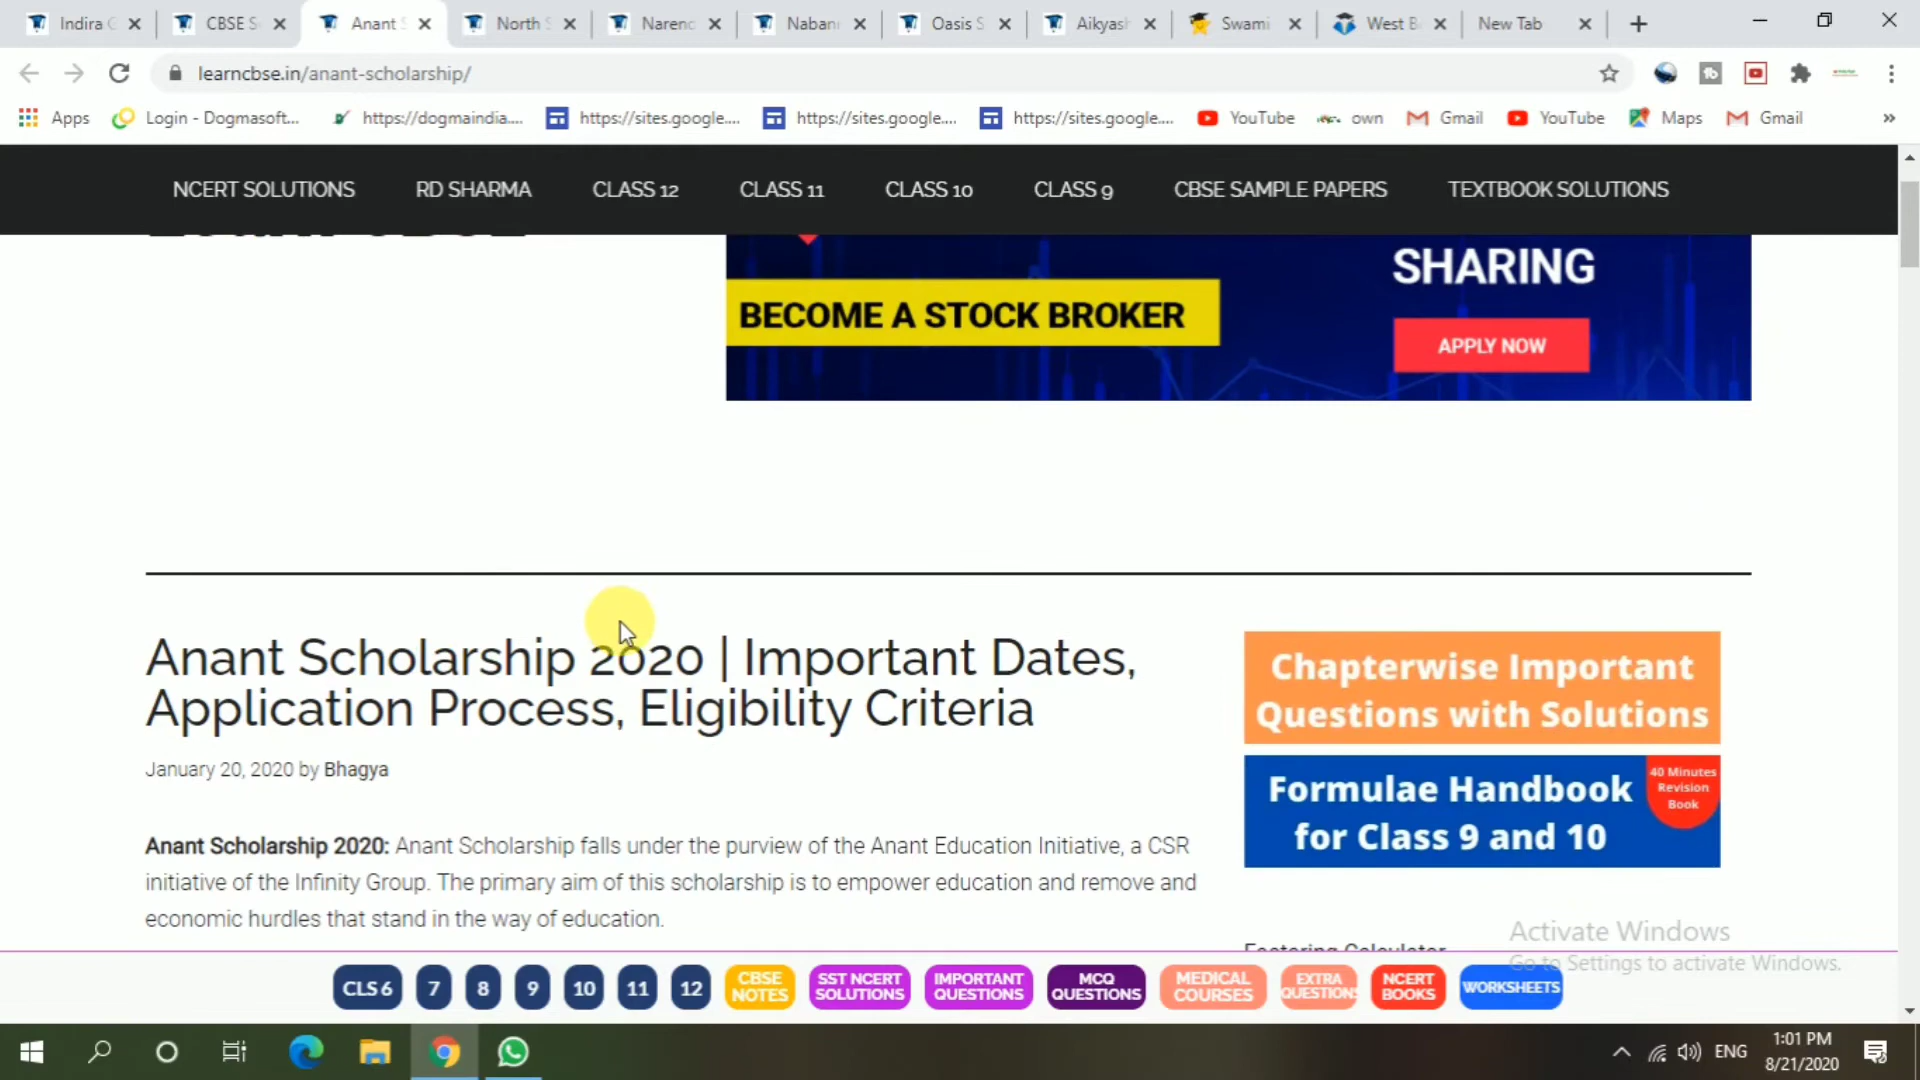 Indira G
CBSE S
Anant S
North S
Narend
Naban
Oasis S
Aikyash
Swami
West B
New Tab
learncbse.in/anant-scholarship/
Apps
Login - Dogmasoft...
https://dogmaindia....
https://sites.google....
https://sites.google....
https://sites.google....
YouTube
own
Gmail
YouTube
Maps
Gmail
»
NCERT SOLUTIONS
RD SHARMA
CLASS 12
CLASS 11
CLASS 10
CLASS 9
CBSE SAMPLE PAPERS
TEXTBOOK SOLUTIONS
SHARING
BECOME A STOCK BROKER
APPLY NOW
Anant Scholarship 2020 | Important Dates,
Application Process, Eligibility Criteria
January 20, 2020 by Bhagya
Anant Scholarship 2020: Anant Scholarship falls under the purview of the Anant Education Initiative, a CSR
initiative of the Infinity Group. The primary aim of this scholarship is to empower education and remove and
economic hurdles that stand in the way of education.
Chapterwise Important
Questions with Solutions
Formulae Handbook
for Class 9 and 10
40 Minutes
Revision
Book
Factoring Calculator
Activate Windows
Go to Settings to activate Windows.
CLS 6
7
8
9
10
11
12
CBSE
NOTES
SST NCERT
SOLUTIONS
IMPORTANT
QUESTIONS
MCQ
QUESTIONS
MEDICAL
COURSES
EXTRA
QUESTIONS
NCERT
BOOKS
WORKSHEETS
ENG
1:01 PM
8/21/2020